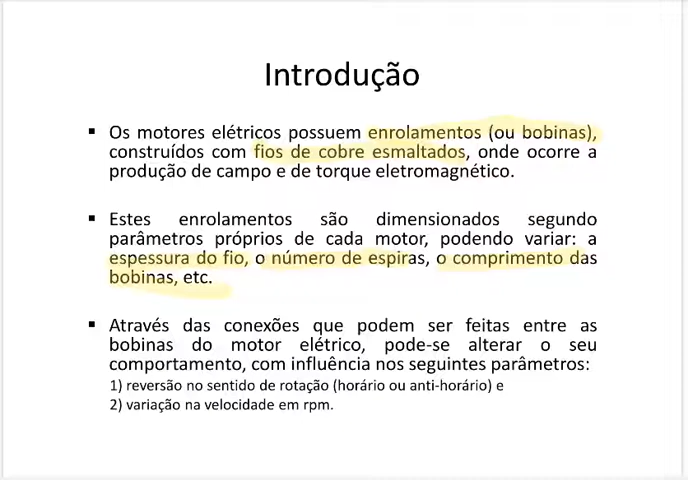 Introdução
▪ Os motores elétricos possuem enrolamentos (ou bobinas),
construídos com fios de cobre esmaltados, onde ocorre a
produção de campo e de torque eletromagnético.
▪ Estes enrolamentos são dimensionados segundo
parâmetros próprios de cada motor, podendo variar: a
espessura do fio, o número de espiras, o comprimento das
bobinas, etc.
▪ Através das conexões que podem ser feitas entre as
bobinas do motor elétrico, pode-se alterar o seu
comportamento, com influência nos seguintes parâmetros:
1) reversão no sentido de rotação (horário ou anti-horário) e
2) variação na velocidade em rpm.